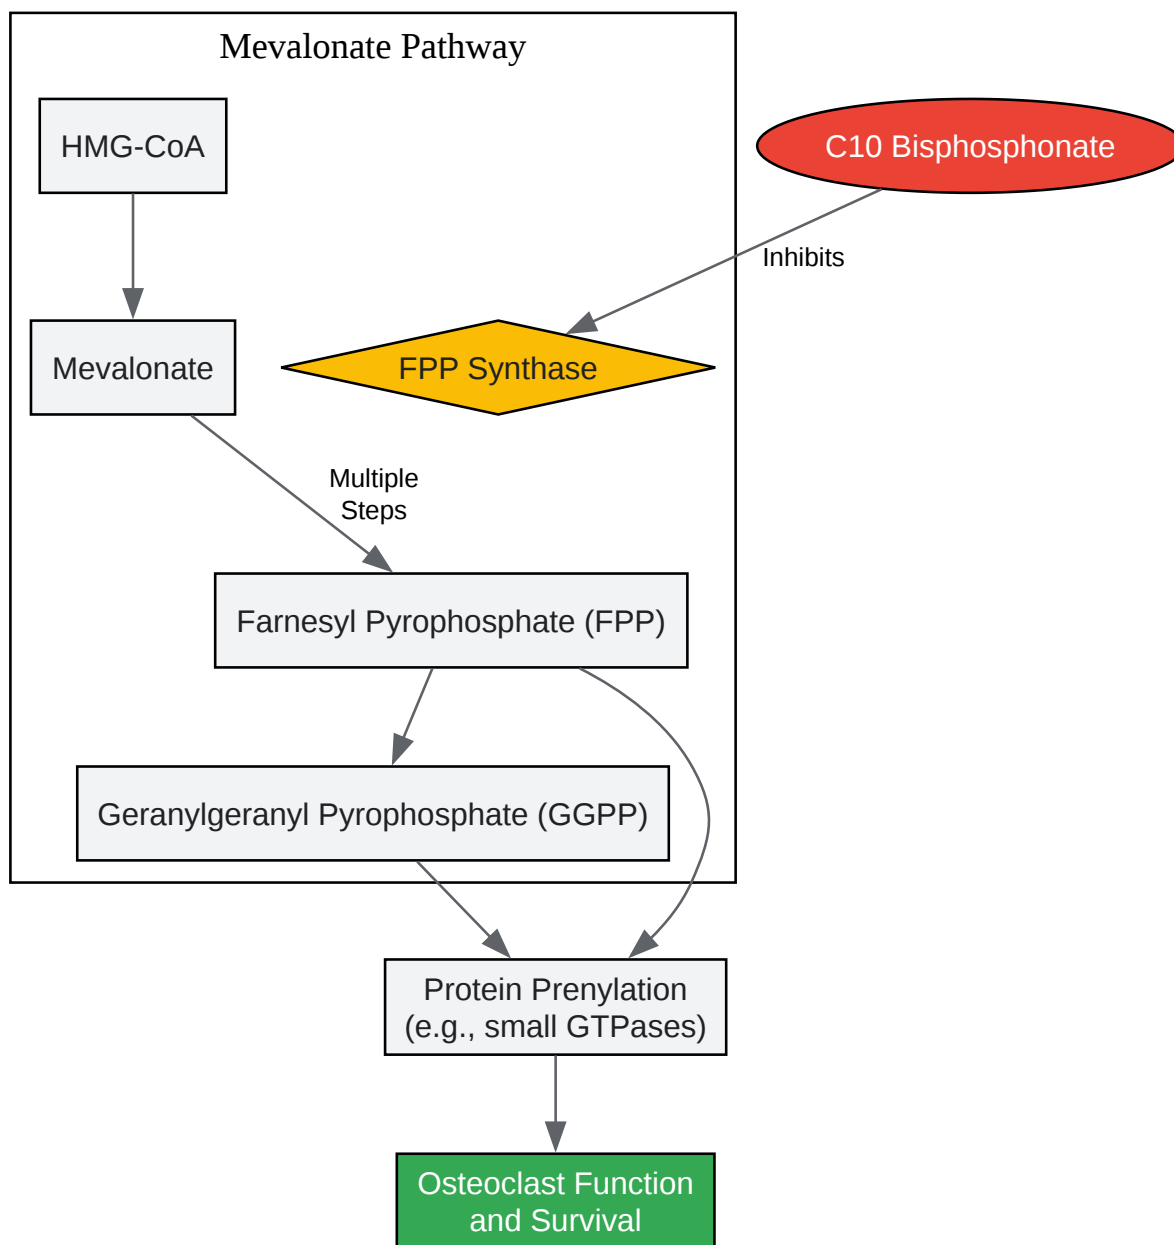 Mevalonate Pathway
HMG-CoA
C10 Bisphosphonate
Inhibits
Mevalonate
FPP Synthase
Multiple
Steps
Farnesyl Pyrophosphate (FPP)
Geranylgeranyl Pyrophosphate (GGPP)
Protein Prenylation
(e.g., small GTPases)
Osteoclast Function
and Survival